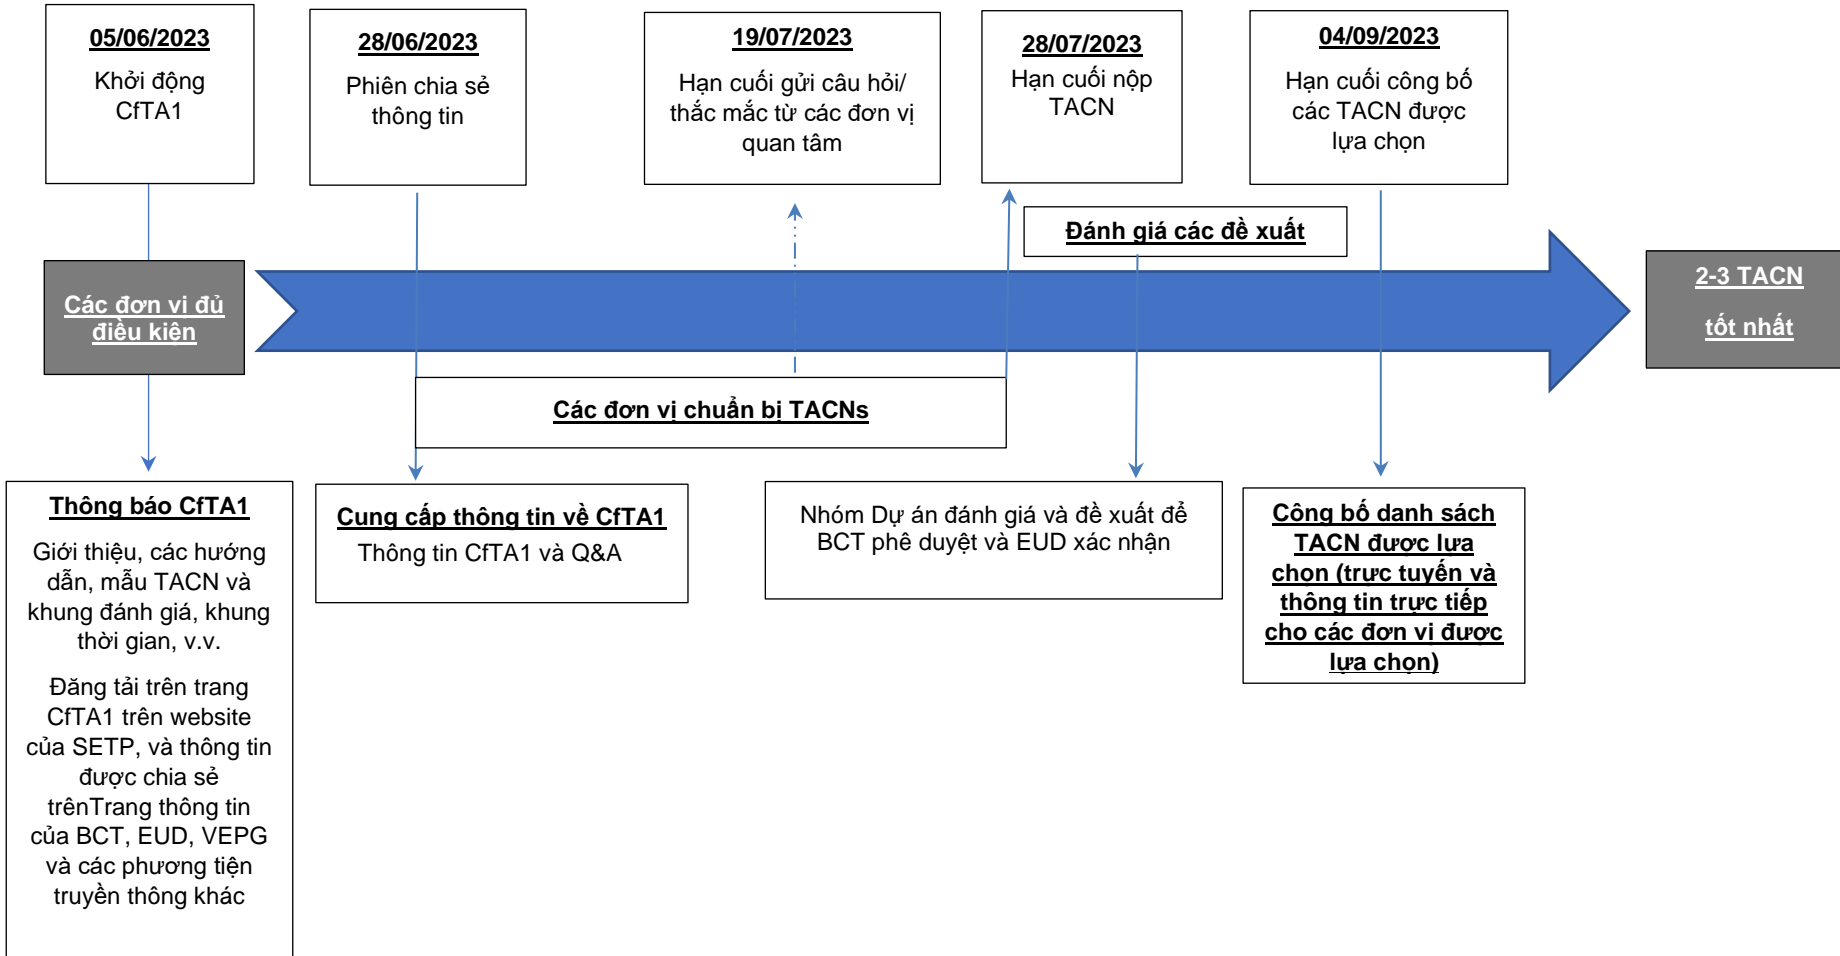 05/06/2023
Khởi động
CfTA1
28/06/2023
Phiên chia sẻ
thông tin
19/07/2023
Hạn cuối gửi câu hỏi/
thắc mắc từ các đơn vị
quan tâm
28/07/2023
Hạn cuối nộp
TACN
04/09/2023
Hạn cuối công bố
các TACN được
lựa chọn
Đánh giá các đề xuất
Các đơn vị đủ
điều kiện
2-3 TACN
tốt nhất
Các đơn vị chuẩn bị TACNs
Thông báo CfTA1
Giới thiệu, các hướng
dẫn, mẫu TACN và
khung đánh giá, khung
thời gian, v.v.
Đăng tải trên trang
CfTA1 trên website
của SETP, và thông tin
được chia sẻ
trênTrang thông tin
của BCT, EUD, VEPG
và các phương tiện
truyền thông khác
Cung cấp thông tin về CfTA1
Thông tin CfTA1 và Q&A
Nhóm Dự án đánh giá và đề xuất để
BCT phê duyệt và EUD xác nhận
Công bố danh sách
TACN được lựa
chọn (trực tuyến và
thông tin trực tiếp
cho các đơn vị được
lựa chọn)